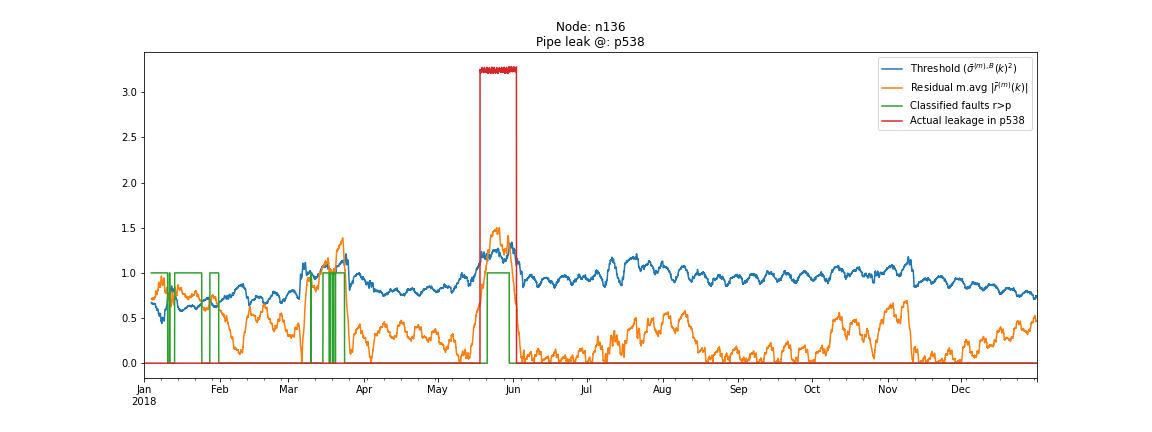 Node: n136
Pipe leak @: p538
Threshold (σ̄^{(m),B}(k)²)
Residual m.avg |r̄^{(m)}(k)|
Classified faults r>p
Actual leakage in p538
3.0
2.5
2.0
1.5
1.0
0.5
0.0
Jan Feb Mar Apr May Jun Jul Aug Sep Oct Nov Dec
2018